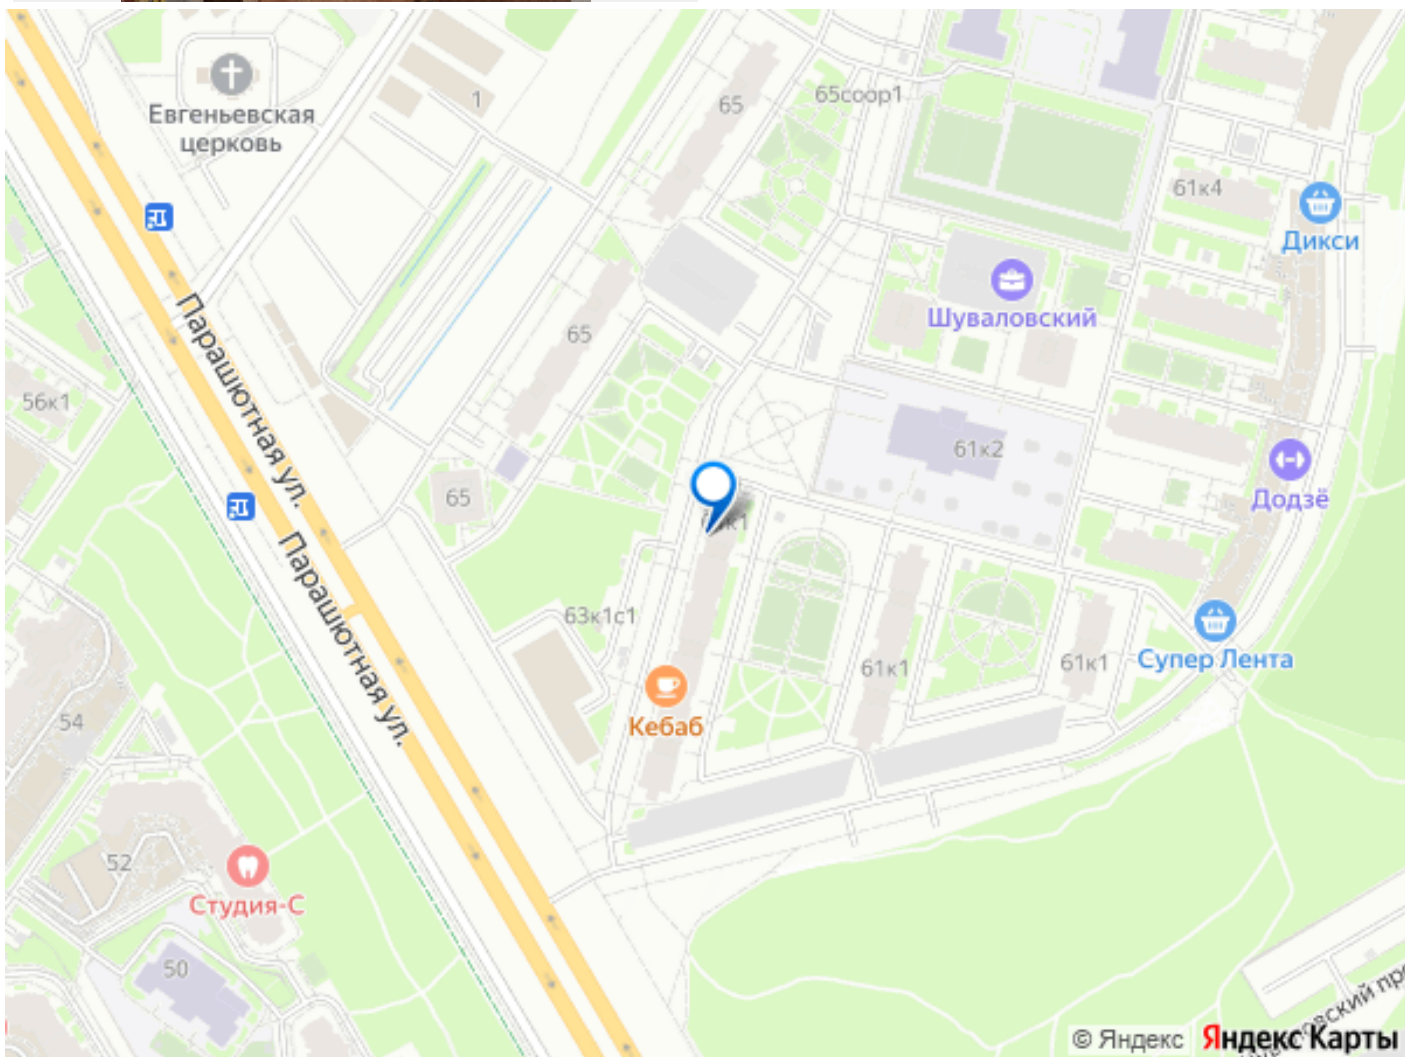 65
65соор1
1
Евгеньевская
церковь
61к4
Дикси
Шуваловский
Парашютная ул.
65
56к1
61к2
Додзё
65
Парашютная ул.
63к1с1
61к1
61к1
Супер Лента
Кебаб
54
52
Студия-С
50
© Яндекс
Яндекс Карты